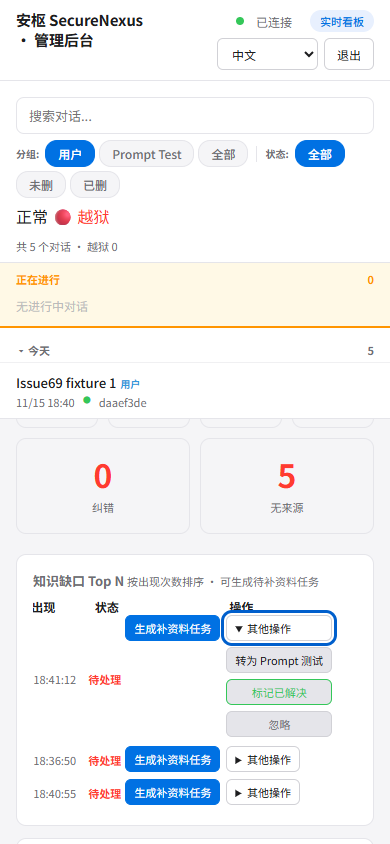 安枢 SecureNexus
· 管理后台
已连接
实时看板
中文
退出
搜索对话...
分组: 用户 Prompt Test 全部 状态: 全部
未删 已删
正常 越狱
共 5 个对话 · 越狱 0
正在进行 0
无进行中对话
今天 5
Issue69 fixture 1 用户
11/15 18:40 daaef3de
0
纠错
5
无来源
知识缺口 Top N 按出现次数排序 · 可生成待补资料任务
出现 状态 操作
生成补资料任务 ▼ 其他操作
转为 Prompt 测试
18:41:12 待处理
标记已解决
忽略
18:36:50 待处理 生成补资料任务 ▶ 其他操作
18:40:55 待处理 生成补资料任务 ▶ 其他操作